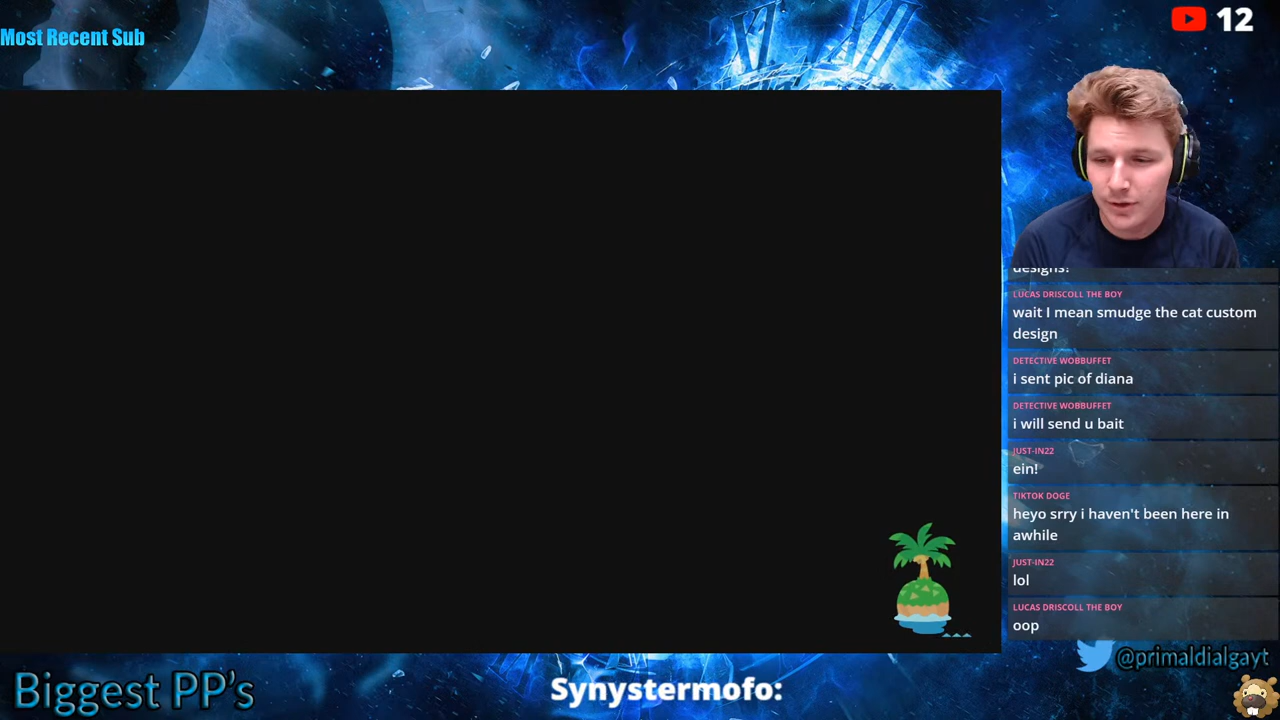 Most Recent Sub
12
designs?
LUCAS DRISCOLL THE BOY
wait I mean smudge the cat custom
design
DETECTIVE WOBBUFFET
i sent pic of diana
DETECTIVE WOBBUFFET
i will send u bait
JUST-IN22
ein!
TIKTOK DOGE
heyo srry i haven't been here in
awhile
JUST-IN22
lol
LUCAS DRISCOLL THE BOY
oop
@primaldialgayt
Biggest PP's
Synystermofo: